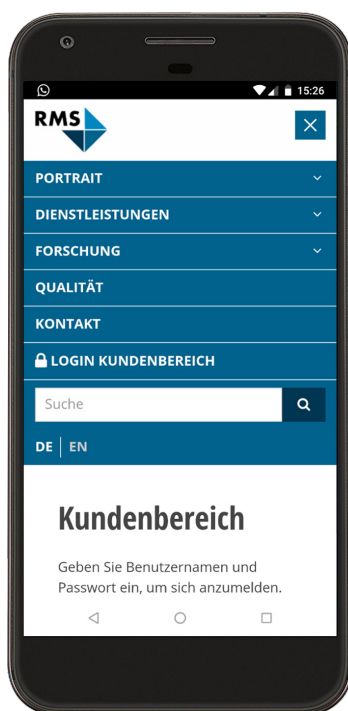 15:26
RMS
PORTRAIT
DIENSTLEISTUNGEN
FORSCHUNG
QUALITÄT
KONTAKT
LOGIN KUNDENBEREICH
Suche
DE | EN
Kundenbereich
Geben Sie Benutzernamen und
Passwort ein, um sich anzumelden.